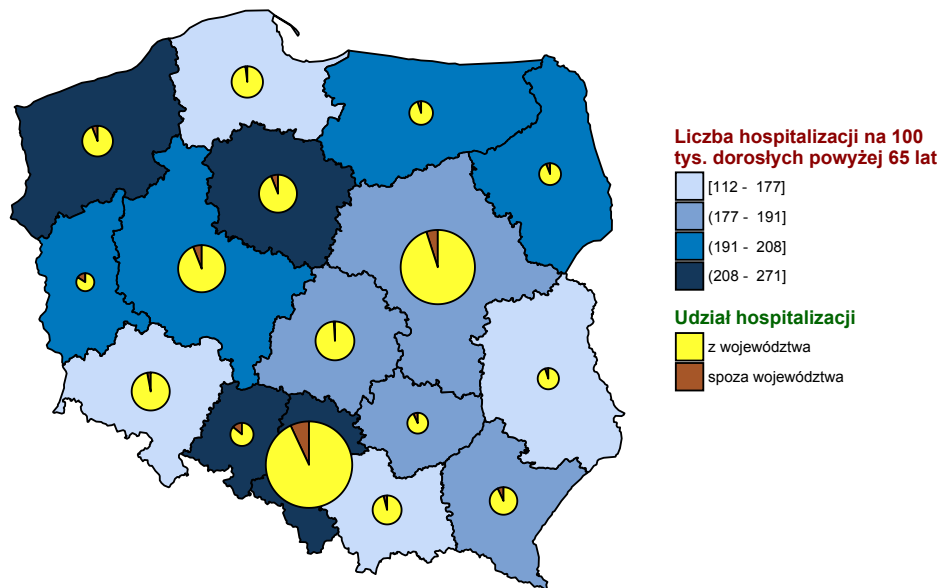 Liczba hospitalizacji na 100
tys. dorosłych powyżej 65 lat
[112 - 177]
(177 - 191]
(191 - 208]
(208 - 271]
Udział hospitalizacji
z województwa
spoza województwa